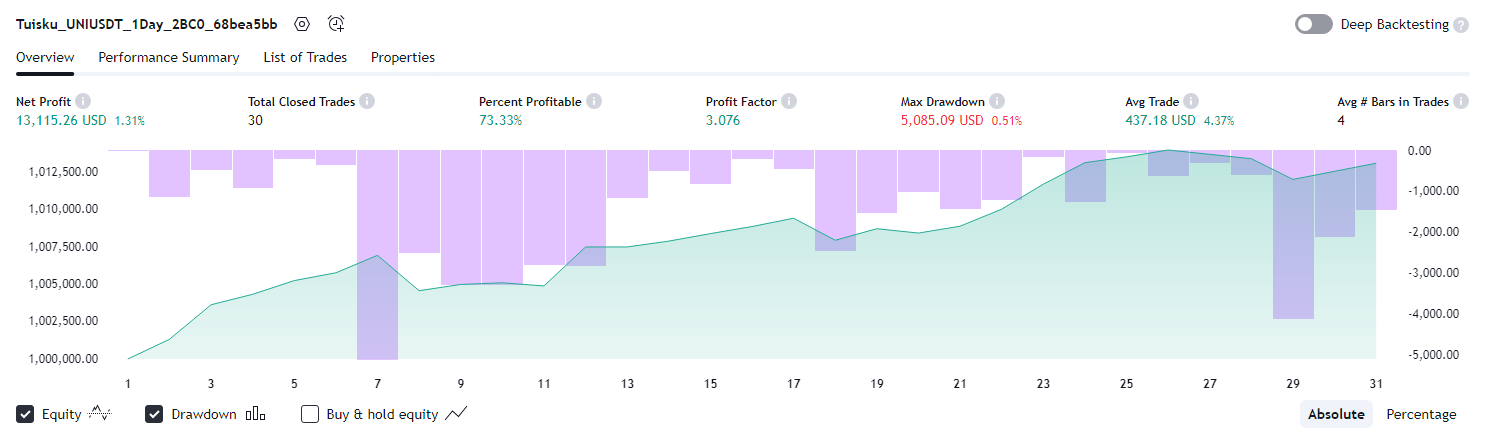 Tuisku_UNIUSDT_1Day_2BC0_68bea5bb
Deep Backtesting ?
Overview Performance Summary List of Trades Properties
Net Profit Total Closed Trades Percent Profitable Profit Factor Max Drawdown Avg Trade Avg # Bars in Trades
13,115.26 USD 1.31% 30 73.33% 3.076 5,085.09 USD 0.51% 437.18 USD 4.37% 4
1,012,500.00
1,010,000.00
1,007,500.00
1,005,000.00
1,002,500.00
1,000,000.00
0.00
-1,000.00
-2,000.00
-3,000.00
-4,000.00
-5,000.00
1 3 5 7 9 11 13 15 17 19 21 23 25 27 29 31
Equity Drawdown Buy & hold equity Absolute Percentage